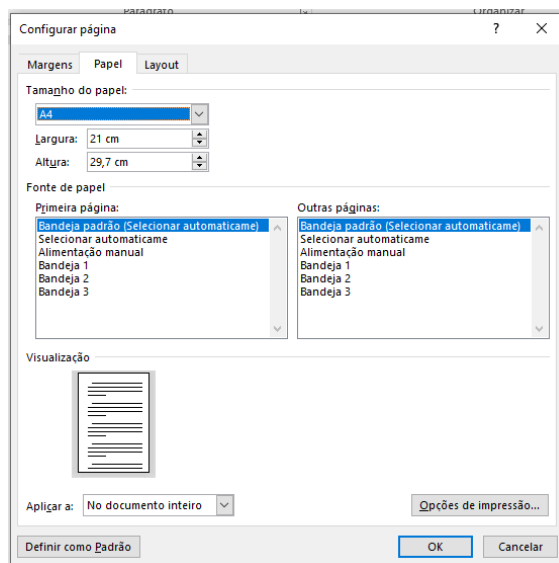 Parágrafo Organizar
Configurar página ? X
Margens Papel Layout
Tamanho do papel:
A4
Largura: 21 cm
Altura: 29,7 cm
Fonte de papel
Primeira página: Outras páginas:
Bandeja padrão (Selecionar automaticame) Bandeja padrão (Selecionar automaticame)
Selecionar automaticame Selecionar automaticame
Alimentação manual Alimentação manual
Bandeja 1 Bandeja 1
Bandeja 2 Bandeja 2
Bandeja 3 Bandeja 3
Visualização
Aplicar a: No documento inteiro Opções de impressão...
Definir como Padrão OK Cancelar